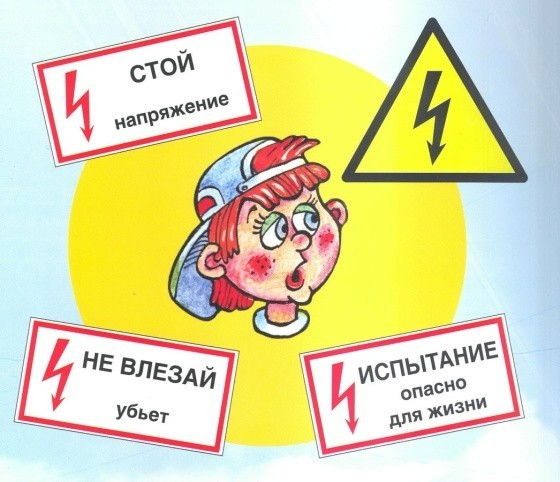 СТОЙ
напряжение
НЕ ВЛЕЗАЙ
убьет
ИСПЫТАНИЕ
опасно
для жизни